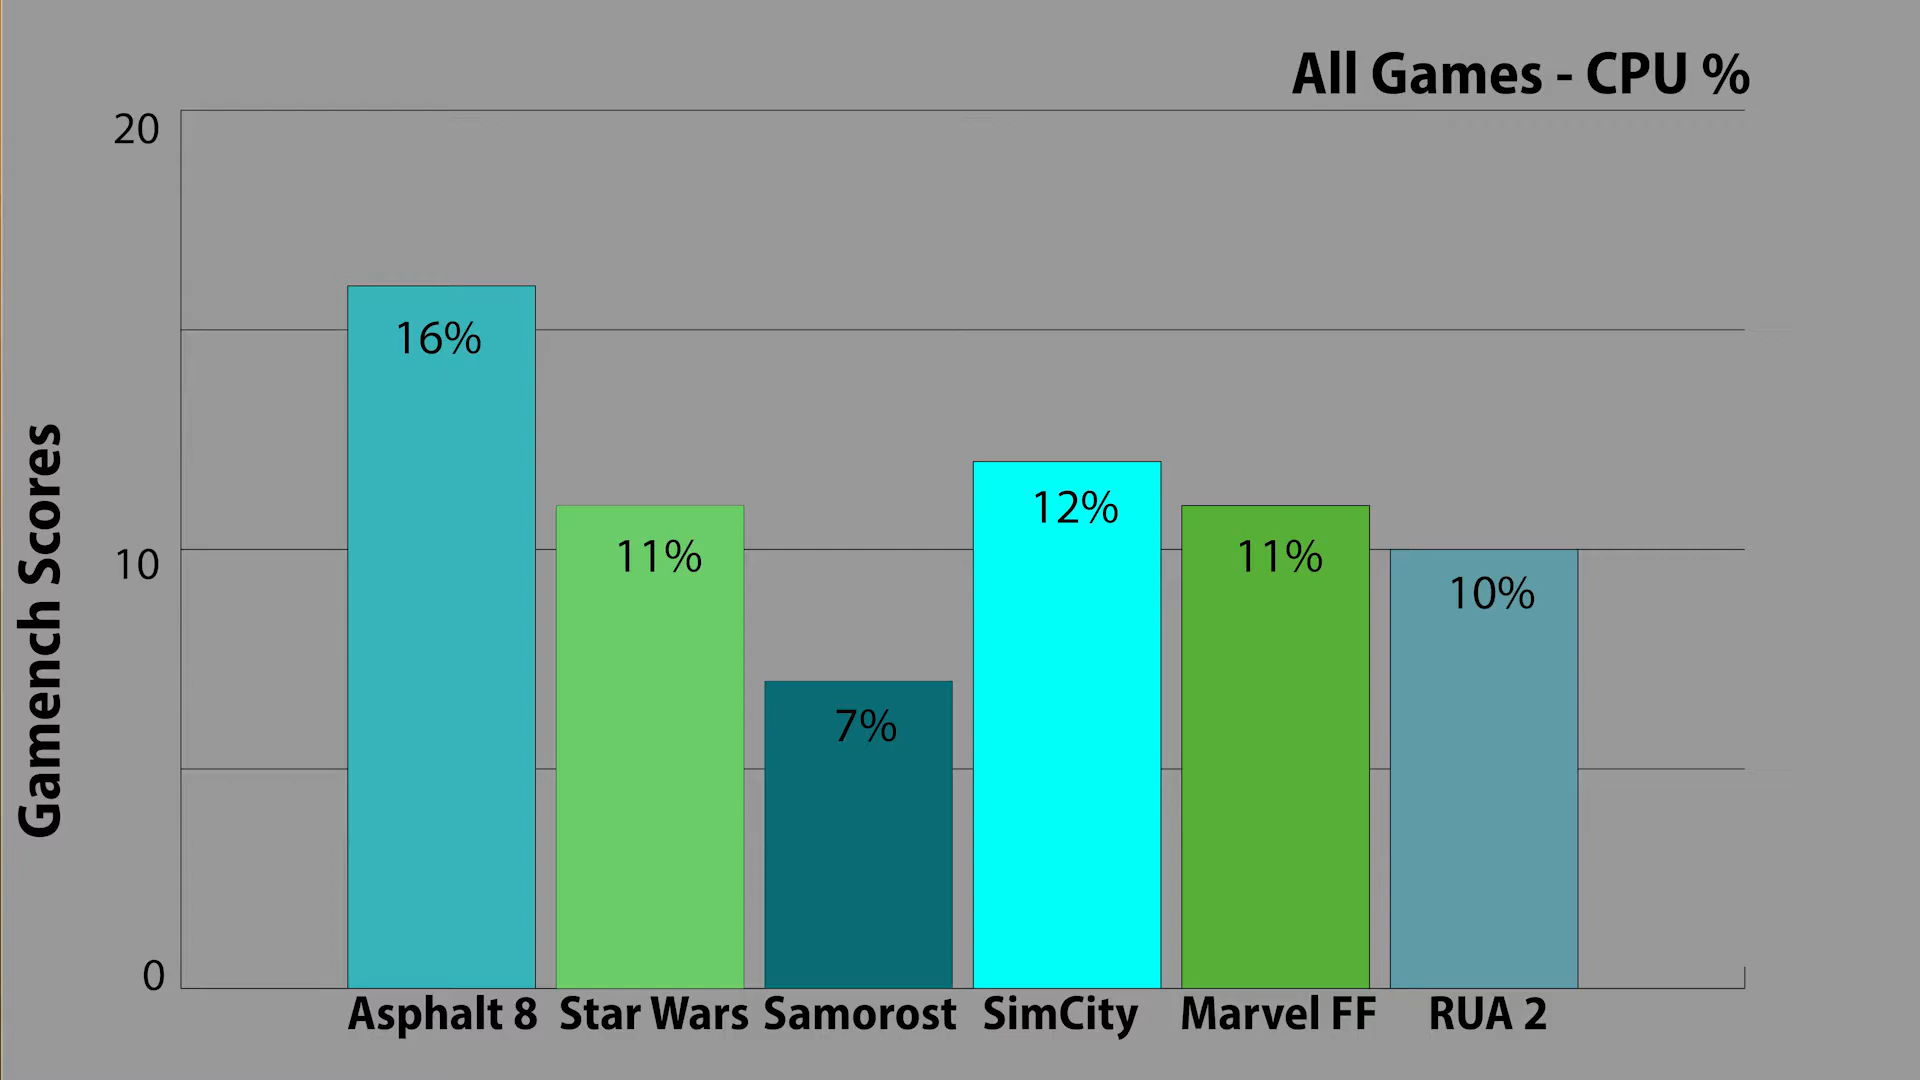 All Games - CPU %
20
10
0
Gamench Scores
16%
11%
7%
12%
11%
10%
Asphalt 8
Star Wars
Samorost
SimCity
Marvel FF
RUA 2